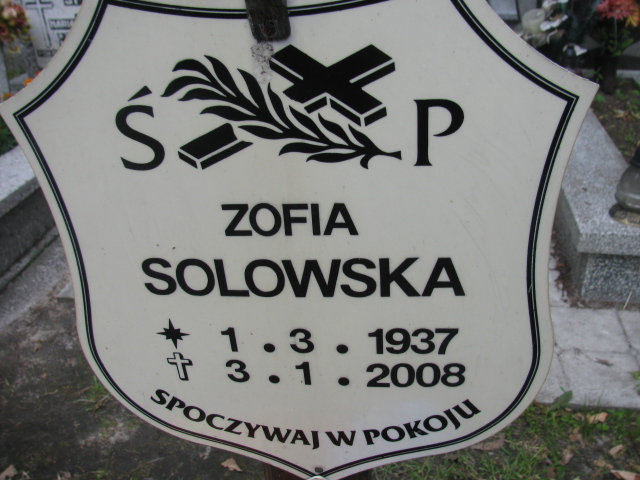 Ś P
ZOFIA
SOLOWSKA
1 . 3 . 1937
3 . 1 . 2008
SPOCZYWAJ W POKOJU